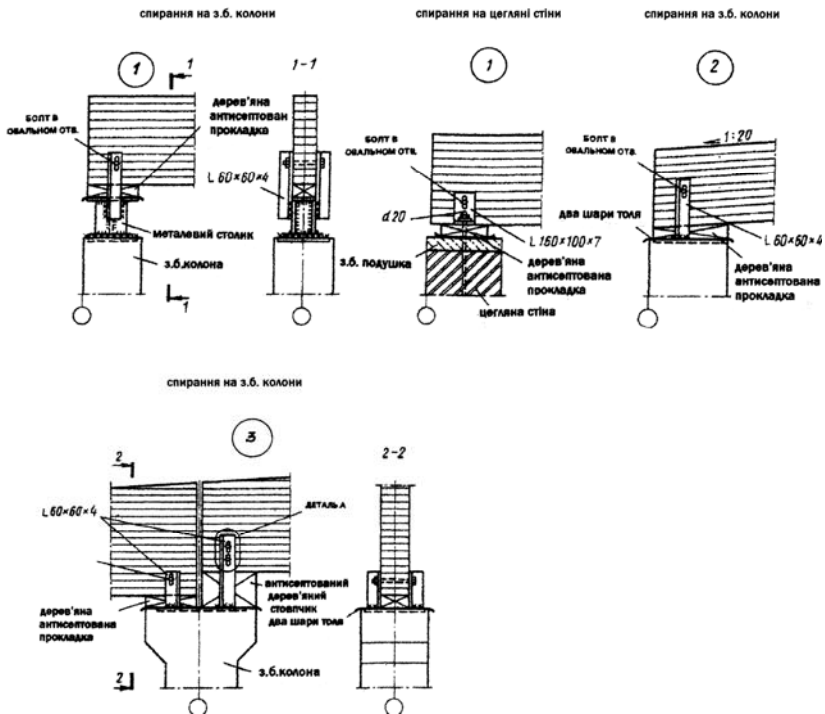 спирання на з.б. колони
спирання на цегляні стіни
спирання на з.б. колони
1
1
1-1
1
2
БОЛТ В
ОВАЛЬНОМ ОТВ.
дерев'яна
антисептован
прокладка
L 60×60×4
металевий столик
з.б.колона
1
БОЛТ В
ОВАЛЬНОМ ОТВ.
d 20
L 160×100×7
з.б. подушка
дерев'яна
антисептована
прокладка
цегляна стіна
БОЛТ В
ОВАЛЬНОМ ОТВ.
1:20
два шари толя
L 60×60×4
дерев'яна
антисептована
прокладка
спирання на з.б. колони
3
2
2-2
L 60×60×4
ДЕТАЛЬ А
дерев'яна
антисептована
прокладка
антисептований
дерев'яний
стовпчик
два шари толя
з.б.колона
2